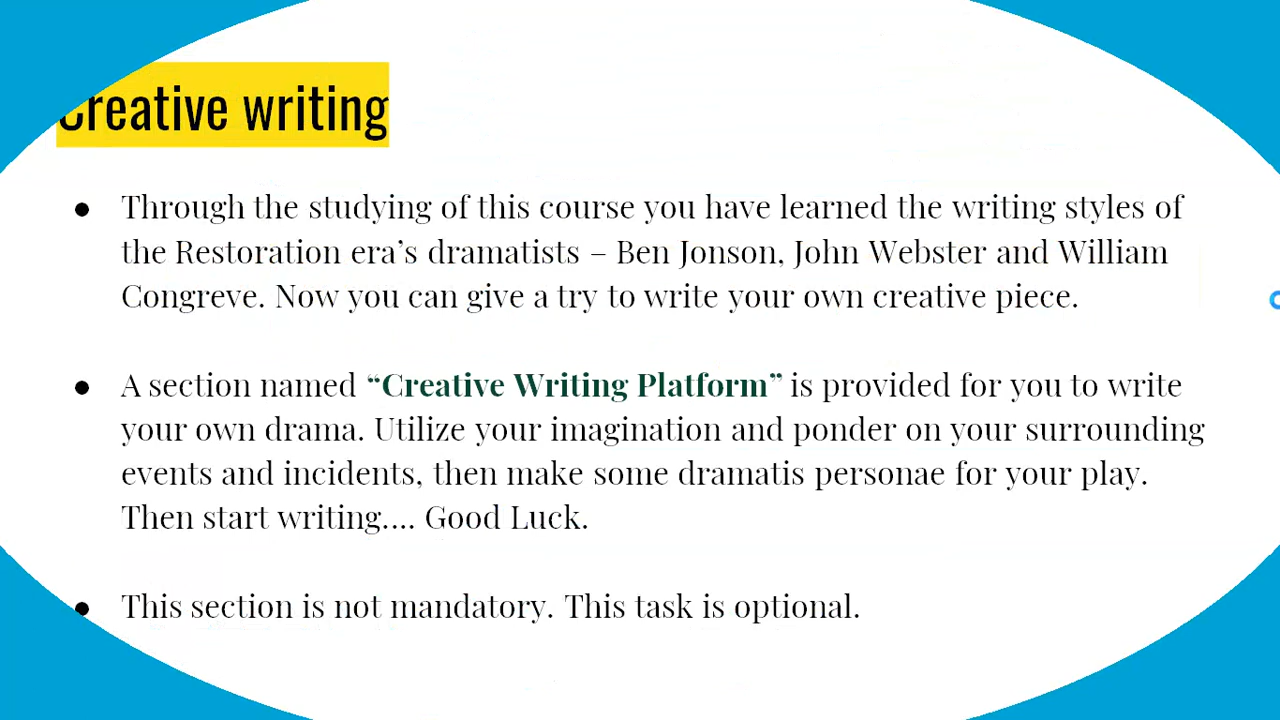 Creative writing
● Through the studying of this course you have learned the writing styles of
the Restoration era’s dramatists – Ben Jonson, John Webster and William
Congreve. Now you can give a try to write your own creative piece.
● A section named “Creative Writing Platform” is provided for you to write
your own drama. Utilize your imagination and ponder on your surrounding
events and incidents, then make some dramatis personae for your play.
Then start writing.... Good Luck.
● This section is not mandatory. This task is optional.